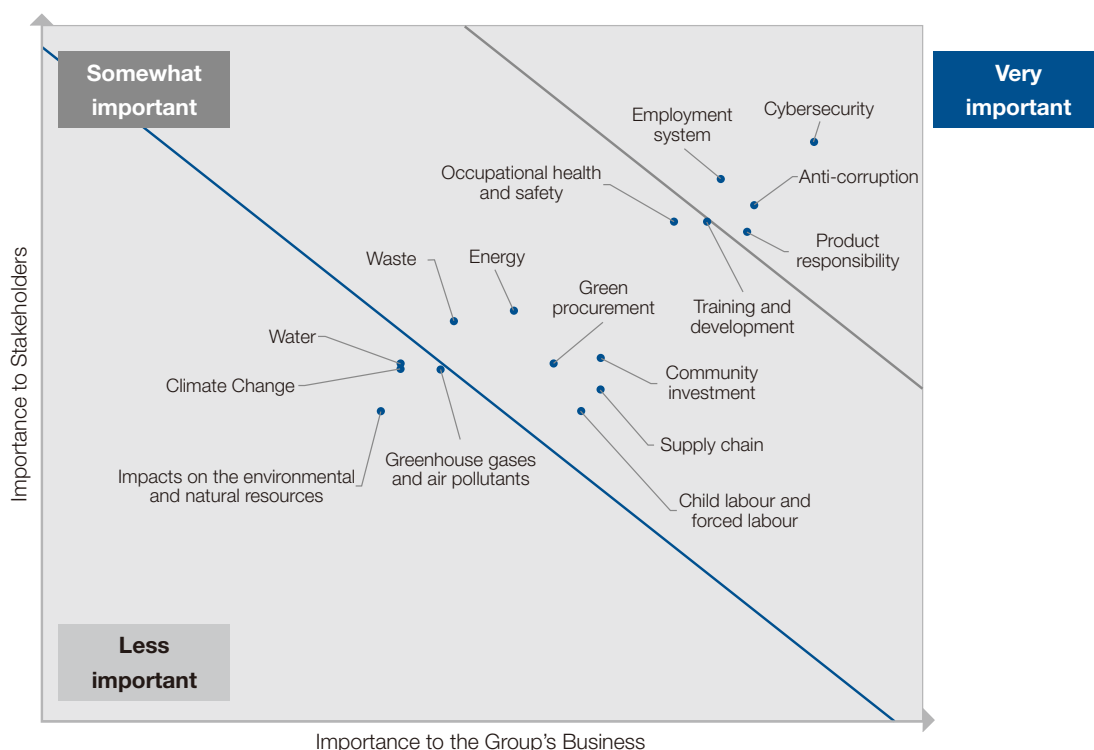 Somewhat
important
Very
important
Employment
system
Cybersecurity
Occupational health
and safety
Anti-corruption
Product
responsibility
Waste
Energy
Green
procurement
Training and
development
Water
Climate Change
Community
investment
Supply chain
Impacts on the environmental
and natural resources
Greenhouse gases
and air pollutants
Child labour and
forced labour
Less
important
Importance to Stakeholders
Importance to the Group's Business